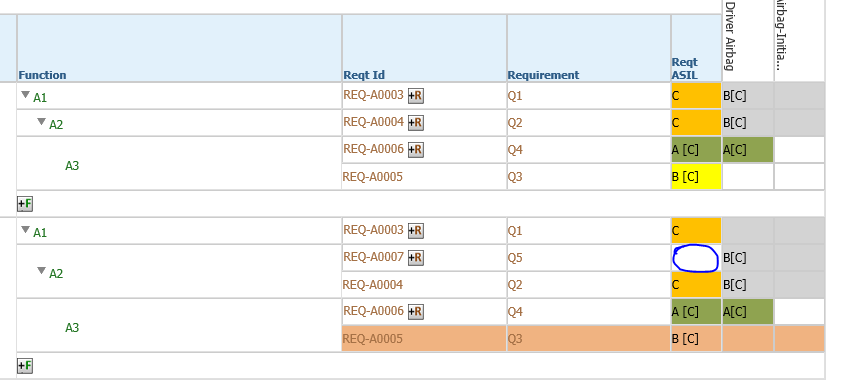 Driver Airbag
Airbag-Initia...
Function Reqt Id Requirement Reqt ASIL
A1 REQ-A0003 +R Q1 C B[C]
A2 REQ-A0004 +R Q2 C B[C]
A3 REQ-A0006 +R Q4 A [C] A[C]
REQ-A0005 Q3 B [C]
+F
A1 REQ-A0003 +R Q1 C
A2 REQ-A0007 +R Q5 B[C]
REQ-A0004 Q2 C B[C]
A3 REQ-A0006 +R Q4 A [C] A[C]
REQ-A0005 Q3 B [C]
+F